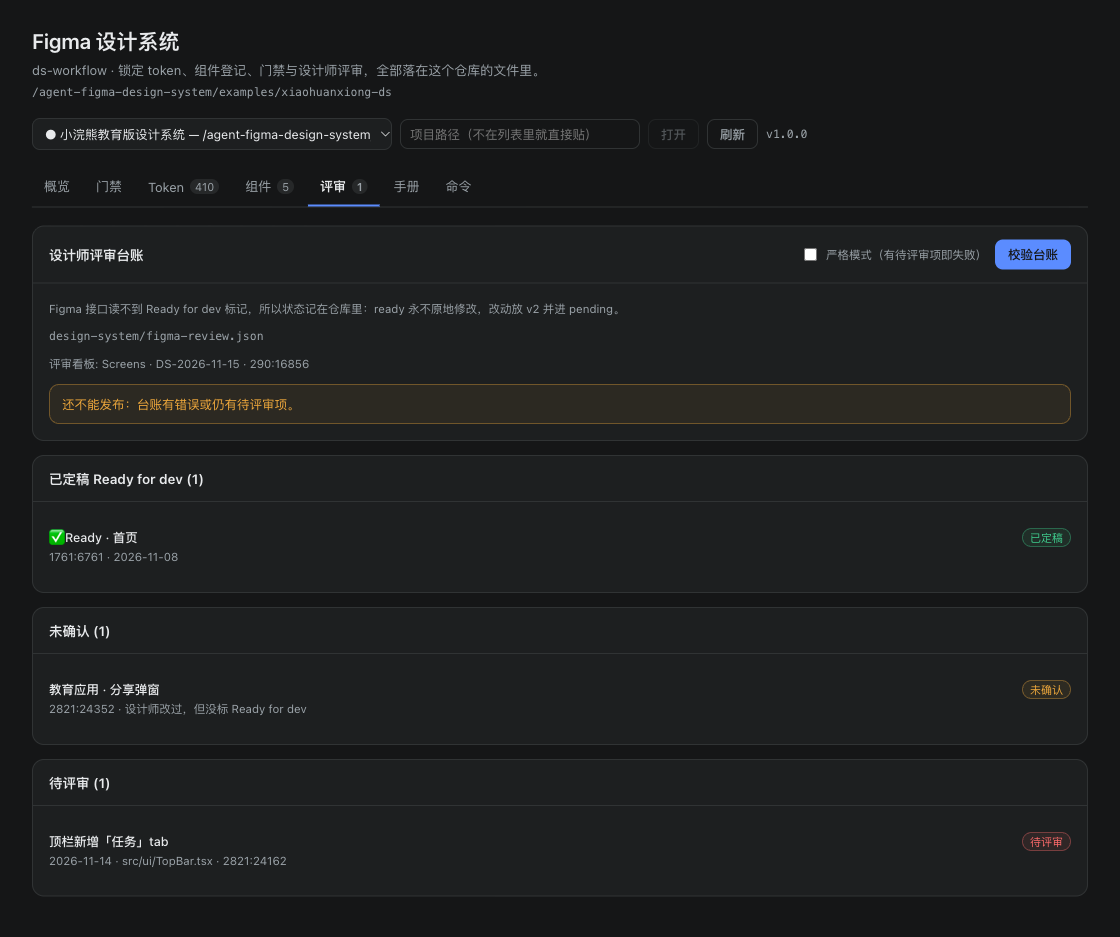 Figma 设计系统
ds-workflow · 锁定 token、组件登记、门禁与设计师评审，全部落在这个仓库的文件里。
/agent-figma-design-system/examples/xiaohuanxiong-ds
小浣熊教育版设计系统 — /agent-figma-design-system 项目路径（不在列表里就直接贴） 打开 刷新 v1.0.0
概览 门禁 Token 410 组件 5 评审 1 手册 命令
设计师评审台账 严格模式（有待评审项即失败） 校验台账
Figma 接口读不到 Ready for dev 标记，所以状态记在仓库里：ready 永不原地修改，改动放 v2 并进 pending。
design-system/figma-review.json
评审看板: Screens · DS-2026-11-15 · 290:16856
还不能发布：台账有错误或仍有待评审项。
已定稿 Ready for dev (1)
✅Ready · 首页 已定稿
1761:6761 · 2026-11-08
未确认 (1)
教育应用 · 分享弹窗 未确认
2821:24352 · 设计师改过，但没标 Ready for dev
待评审 (1)
顶栏新增「任务」tab 待评审
2026-11-14 · src/ui/TopBar.tsx · 2821:24162